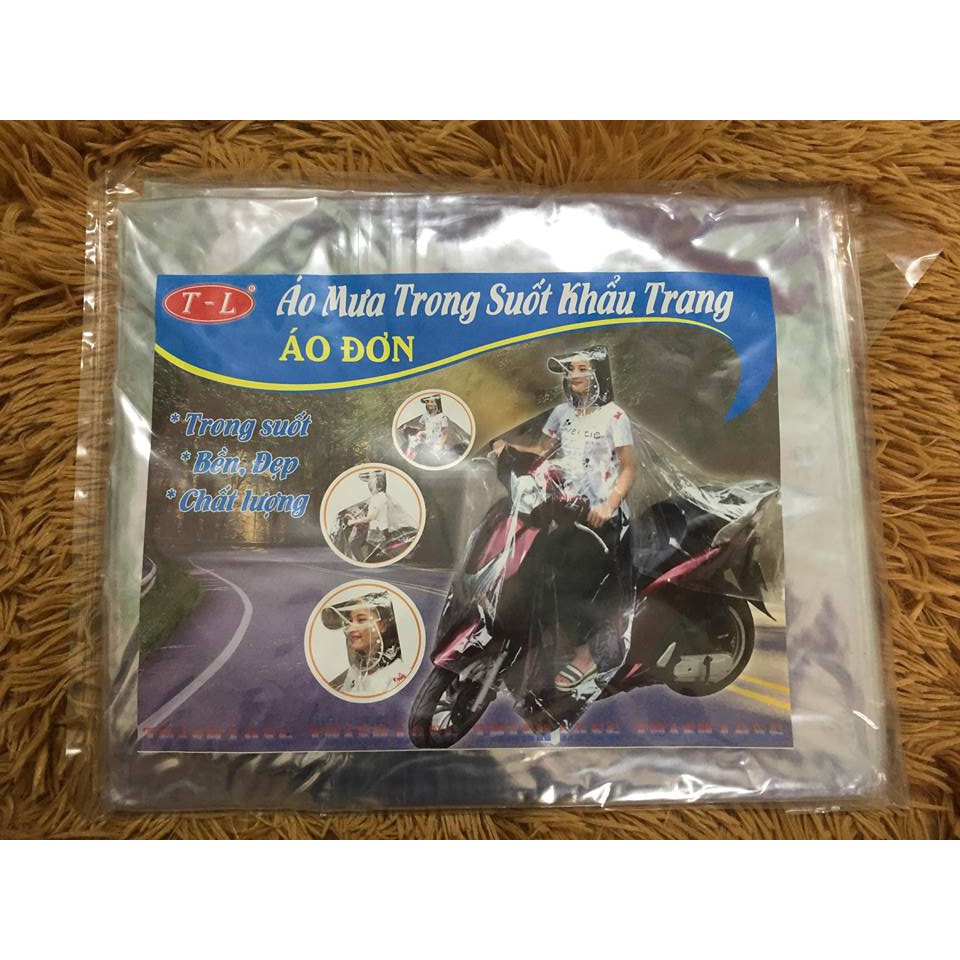 T-L®
Áo Mưa Trong Suốt Khẩu Trang
ÁO ĐƠN
* Trong suốt
* Bền, Đẹp
* Chất lượng